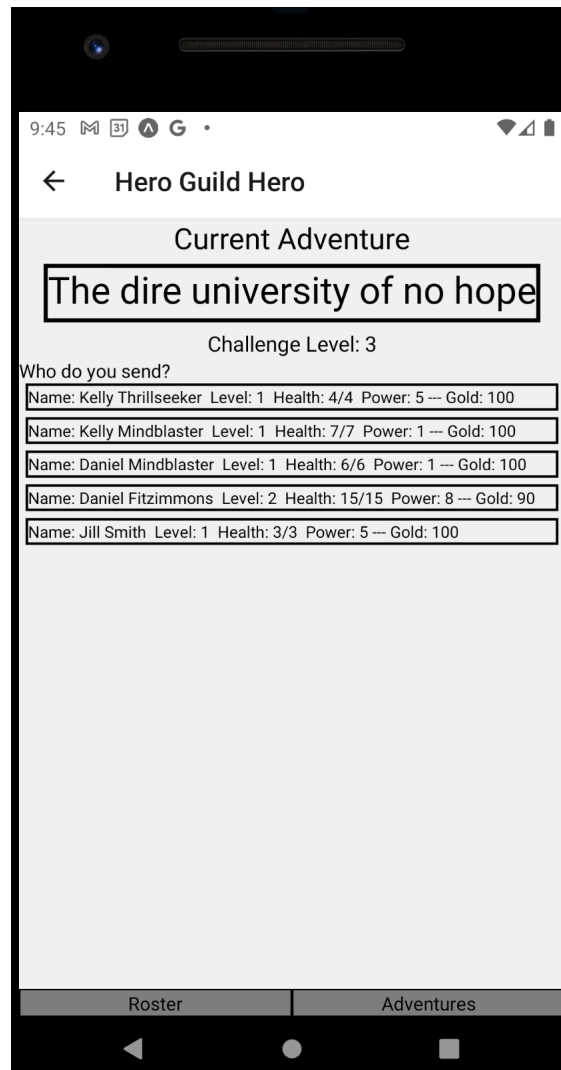 9:45 31 G
Hero Guild Hero
Current Adventure
The dire university of no hope
Challenge Level: 3
Who do you send?
Name: Kelly Thrillseeker Level: 1 Health: 4/4 Power: 5 --- Gold: 100
Name: Kelly Mindblaster Level: 1 Health: 7/7 Power: 1 --- Gold: 100
Name: Daniel Mindblaster Level: 1 Health: 6/6 Power: 1 --- Gold: 100
Name: Daniel Fitzimmons Level: 2 Health: 15/15 Power: 8 --- Gold: 90
Name: Jill Smith Level: 1 Health: 3/3 Power: 5 --- Gold: 100
Roster Adventures